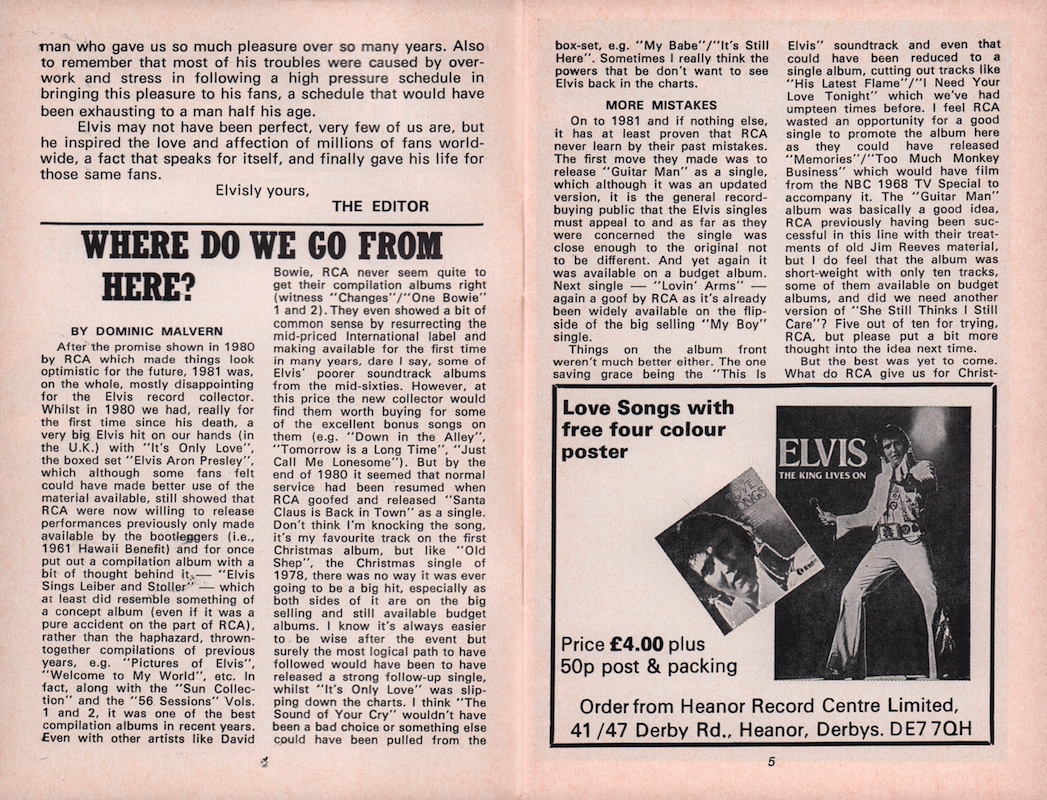 man who gave us so much pleasure over so many years. Also
to remember that most of his troubles were caused by over-
work and stress in following a high pressure schedule in
bringing this pleasure to his fans, a schedule that would have
been exhausting to a man half his age.
Elvis may not have been perfect, very few of us are, but
he inspired the love and affection of millions of fans world-
wide, a fact that speaks for itself, and finally gave his life for
those same fans.
Elvisly yours,
THE EDITOR
WHERE DO WE GO FROM
HERE?
BY DOMINIC MALVERN
After the promise shown in 1980
by RCA which made things look
optimistic for the future, 1981 was,
on the whole, mostly disappointing
for the Elvis record collector.
Whilst in 1980 we had, really for
the first time since his death, a
very big Elvis hit on our hands (in
the U.K.) with "It's Only Love",
the boxed set "Elvis Aron Presley",
which although some fans felt
could have made better use of the
material available, still showed that
RCA were now willing to release
performances previously only made
available by the bootleggers (i.e.,
1961 Hawaii Benefit) and for once
put out a compilation album with a
bit of thought behind it — "Elvis
Sings Leiber and Stoller" — which
at least did resemble something of
a concept album (even if it was a
pure accident on the part of RCA),
rather than the haphazard, thrown-
together compilations of previous
years, e.g. "Pictures of Elvis",
"Welcome to My World", etc. In
fact, along with the "Sun Collec-
tion" and the "56 Sessions" Vols.
1 and 2, it was one of the best
compilation albums in recent years.
Even with other artists like David
Bowie, RCA never seem quite to
get their compilation albums right
(witness "Changes"/"One Bowie"
1 and 2). They even showed a bit of
common sense by resurrecting the
mid-priced International label and
making available for the first time
in many years, dare I say, some of
Elvis' poorer soundtrack albums
from the mid-sixties. However, at
this price the new collector would
find them worth buying for some
of the excellent bonus songs on
them (e.g. "Down in the Alley",
"Tomorrow is a Long Time", "Just
Call Me Lonesome"). But by the
end of 1980 it seemed that normal
service had been resumed when
RCA goofed and released "Santa
Claus is Back in Town" as a single.
Don't think I'm knocking the song,
it's my favourite track on the first
Christmas album, but like "Old
Shep", the Christmas single of
1978, there was no way it was ever
going to be a big hit, especially as
both sides of it are on the big
selling and still available budget
albums. I know it's always easier
to be wise after the event but
surely the most logical path to have
followed would have been to have
released a strong follow-up single,
whilst "It's Only Love" was slip-
ping down the charts. I think "The
Sound of Your Cry" wouldn't have
been a bad choice or something else
could have been pulled from the
box-set, e.g. "My Babe"/"It's Still
Here". Sometimes I really think the
powers that be don't want to see
Elvis back in the charts.
MORE MISTAKES
On to 1981 and if nothing else,
it has at least proven that RCA
never learn by their past mistakes.
The first move they made was to
release "Guitar Man" as a single,
which although it was an updated
version, it is the general record-
buying public that the Elvis singles
must appeal to and as far as they
were concerned the single was
close enough to the original not
to be different. And yet again it
was available on a budget album.
Next single — "Lovin' Arms" —
again a goof by RCA as it's already
been widely available on the flip-
side of the big selling "My Boy"
single.
Things on the album front
weren't much better either. The one
saving grace being the "This Is
Elvis" soundtrack and even that
could have been reduced to a
single album, cutting out tracks like
"His Latest Flame"/"I Need Your
Love Tonight" which we've had
umpteen times before. I feel RCA
wasted an opportunity for a good
single to promote the album here
as they could have released
"Memories"/"Too Much Monkey
Business" which would have film
from the NBC 1968 TV Special to
accompany it. The "Guitar Man"
album was basically a good idea,
RCA previously having been suc-
cessful in this line with their treat-
ments of old Jim Reeves material,
but I do feel that the album was
short-weight with only ten tracks,
some of them available on budget
albums, and did we need another
version of "She Still Thinks I Still
Care"? Five out of ten for trying,
RCA, but please put a bit more
thought into the idea next time.
But the best was yet to come.
What do RCA give us for Christ-
Love Songs with
free four colour
poster
LOVE
SONGS
ELVIS
THE KING LIVES ON
Price £4.00 plus
50p post & packing
Order from Heanor Record Centre Limited,
41/47 Derby Rd., Heanor, Derbys. DE7 7QH
5